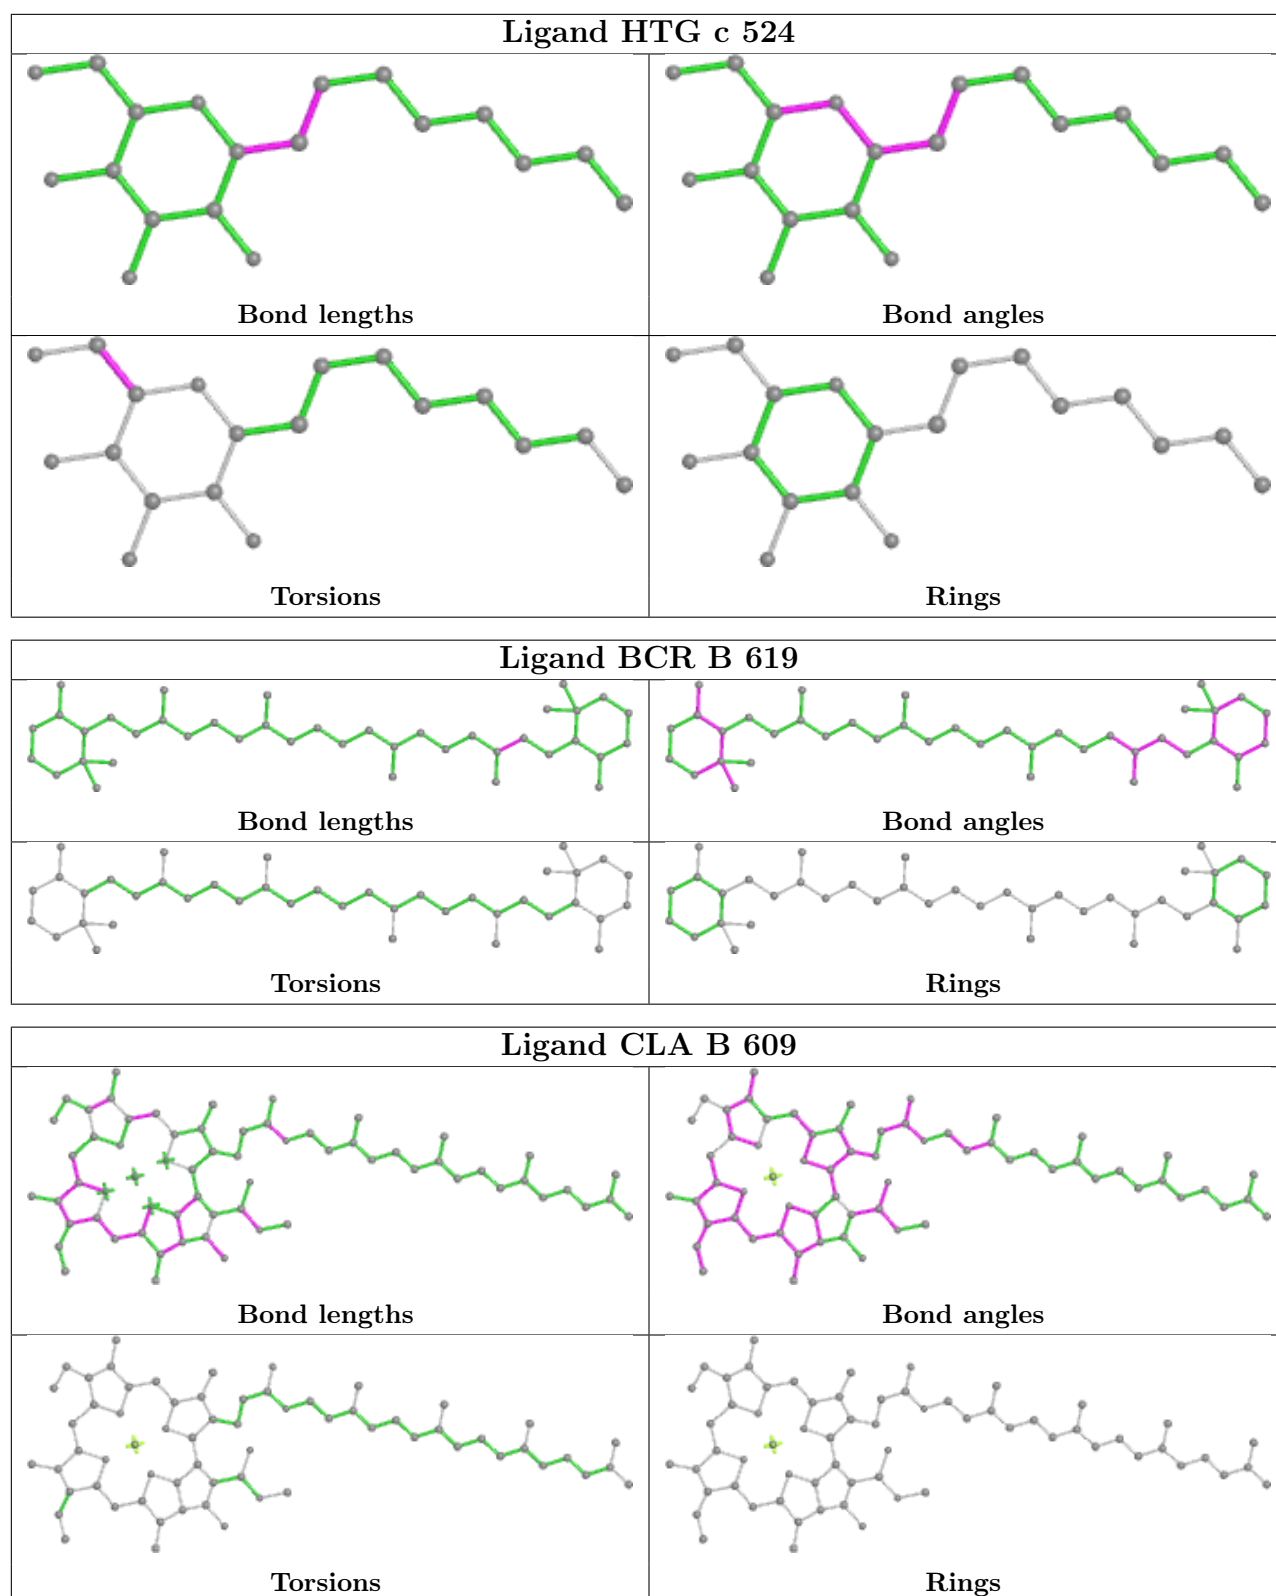 Ligand HTG c 524
Bond lengths
Bond angles
Torsions
Rings
Ligand BCR B 619
Bond lengths
Bond angles
Torsions
Rings
Ligand CLA B 609
Bond lengths
Bond angles
Torsions
Rings